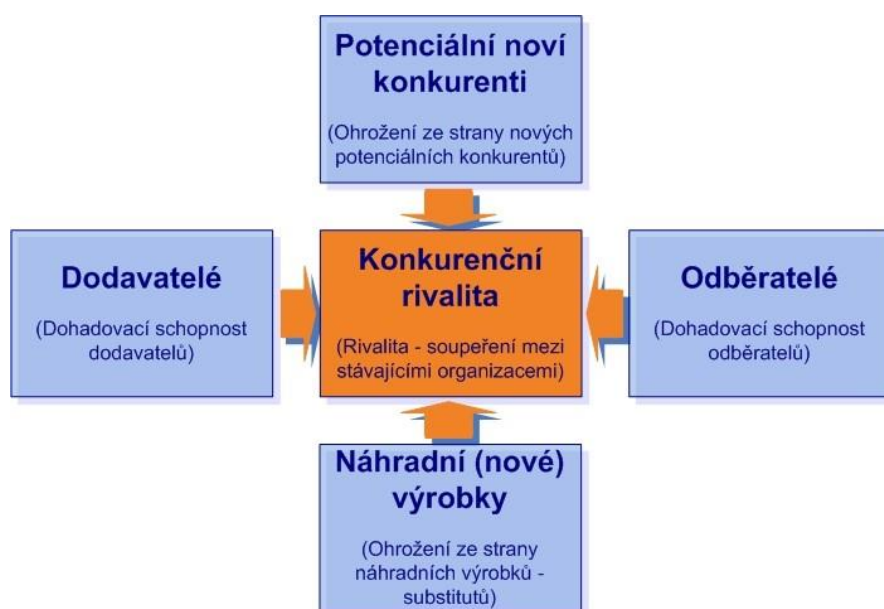 Potenciální noví
konkurenti
(Ohrožení ze strany nových
potenciálních konkurentů)
Dodavatelé
(Dohadovací schopnost
dodavatelů)
Konkurenční
rivalita
(Rivalita - soupeření mezi
stávajícími organizacemi)
Odběratelé
(Dohadovací schopnost
odběratelů)
Náhradní (nové)
výrobky
(Ohrožení ze strany
náhradních výrobků -
substitutů)